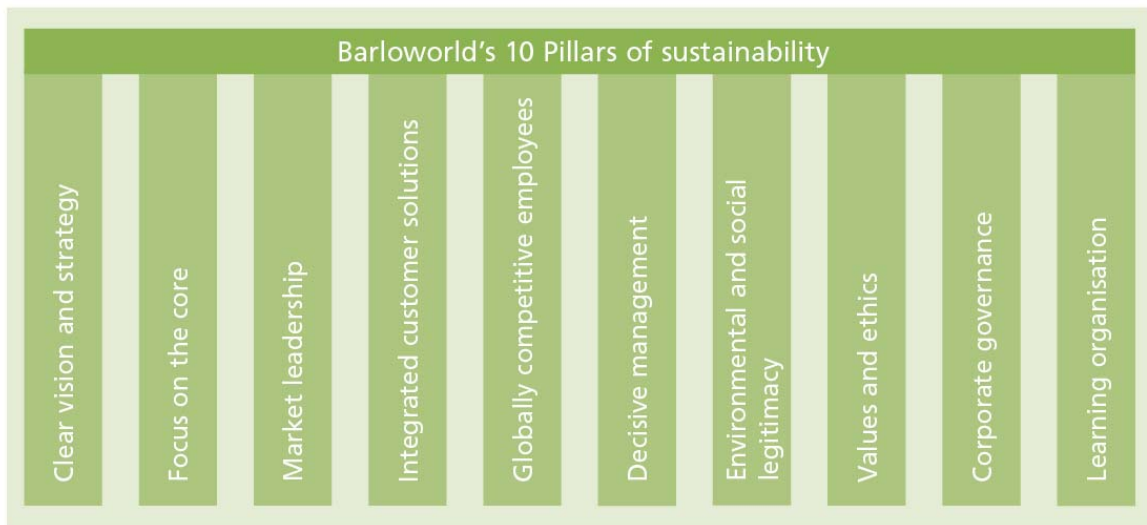 Barloworld's 10 Pillars of sustainability
Clear vision and strategy
Focus on the core
Market leadership
Integrated customer solutions
Globally competitive employees
Decisive management
Environmental and social
legitimacy
Values and ethics
Corporate governance
Learning organisation